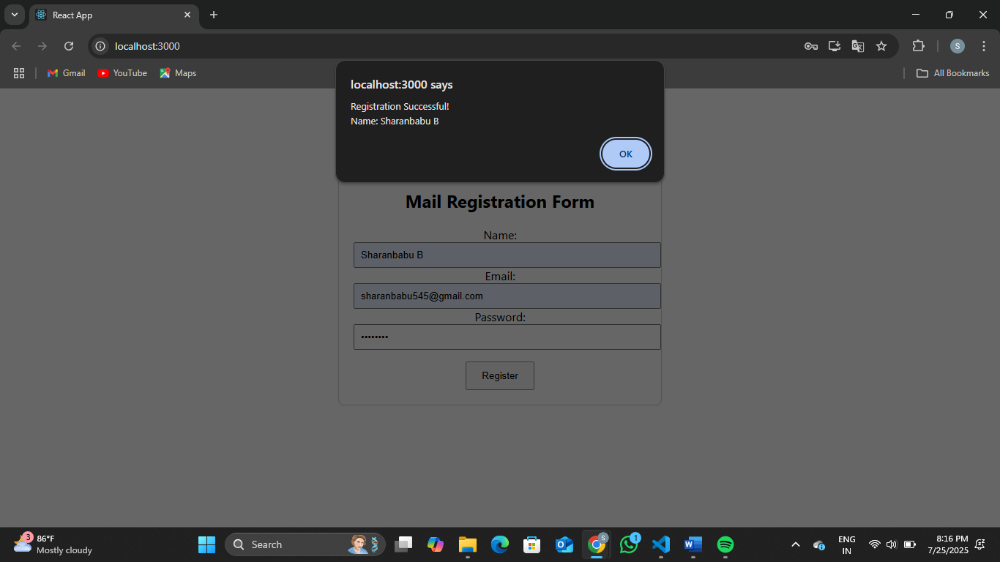 React App
localhost:3000
S
Gmail
YouTube
Maps
All Bookmarks
localhost:3000 says
Registration Successful!
Name: Sharanbabu B
OK
Mail Registration Form
Name:
Sharanbabu B
Email:
sharanbabu545@gmail.com
Password:
••••••••
Register
3
86°F
Mostly cloudy
Search
S
1
ENG
IN
8:16 PM
7/25/2025